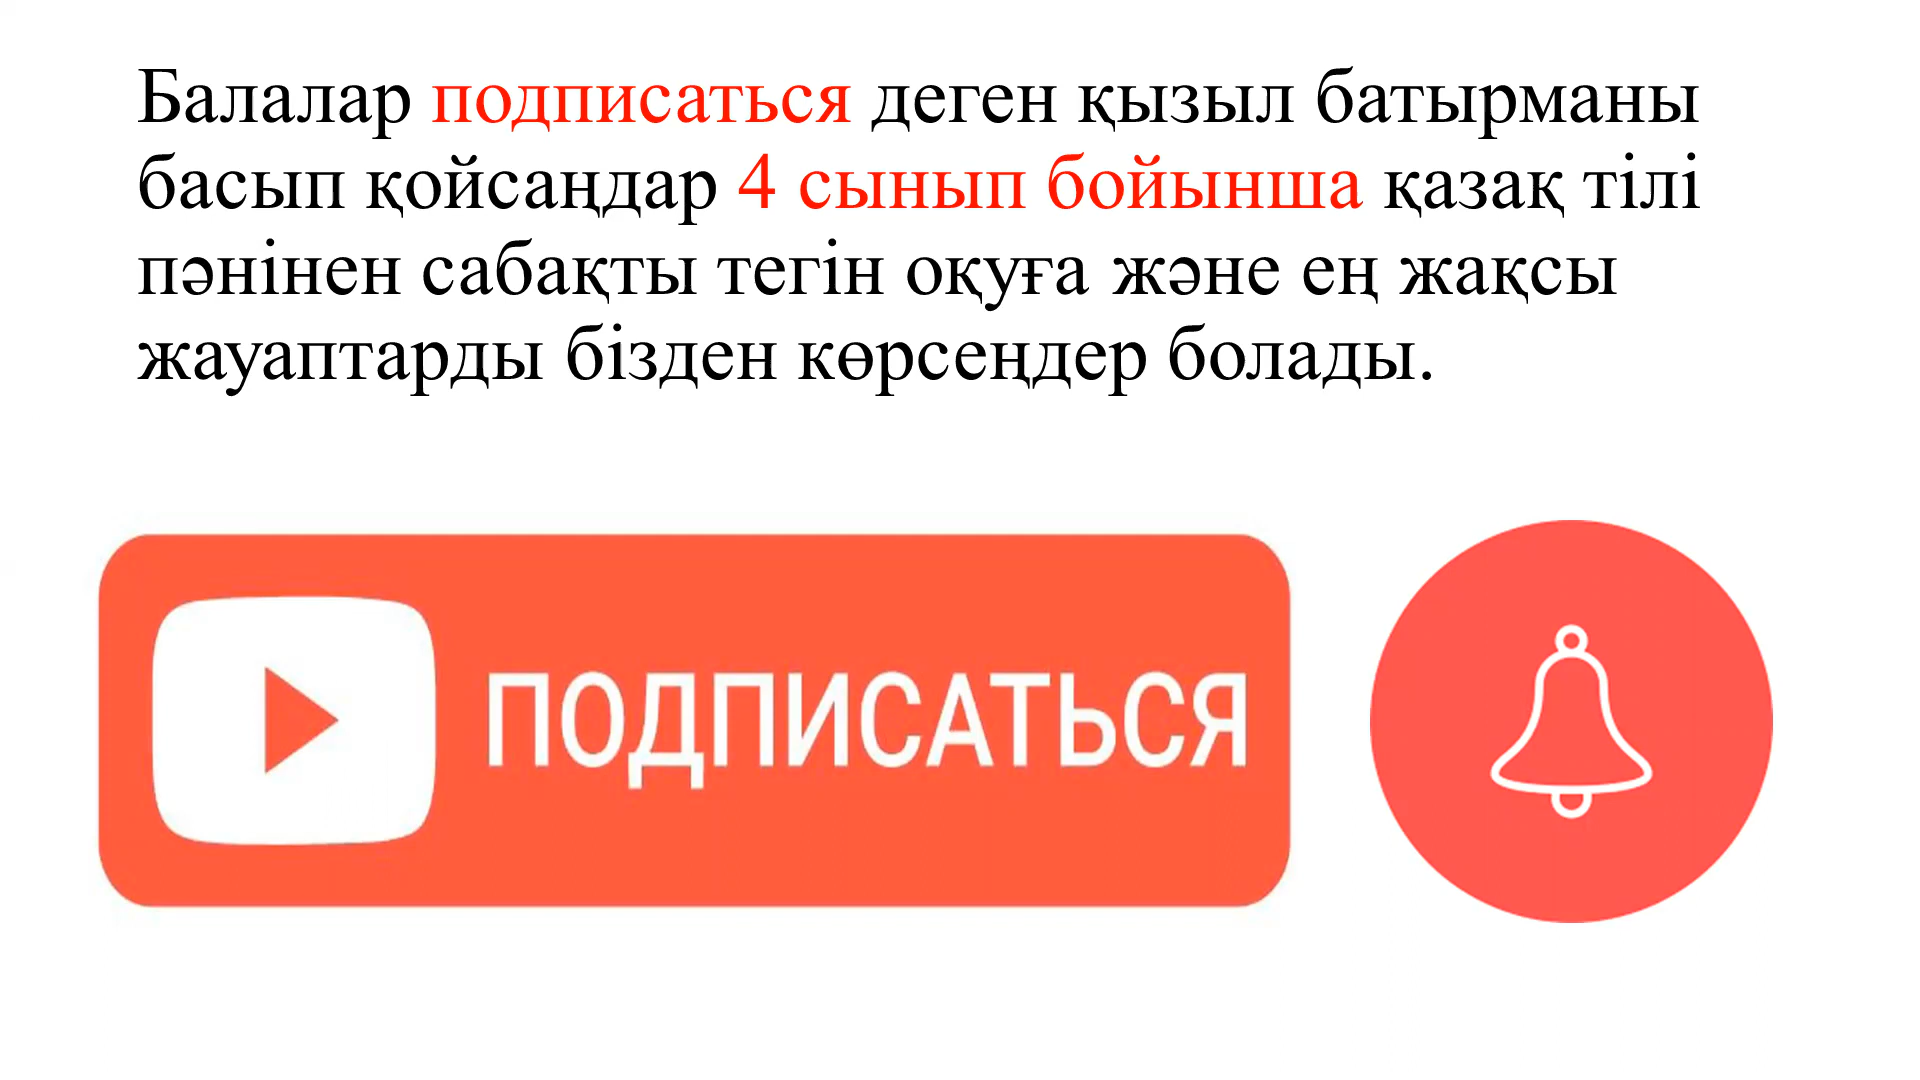 Балалар подписаться деген қызыл батырманы
басып қойсаңдар 4 сынып бойынша қазақ тілі
пәнінен сабақты тегін оқуға және ең жақсы
жауаптарды бізден көрсеңдер болады.
ПОДПИСАТЬСЯ